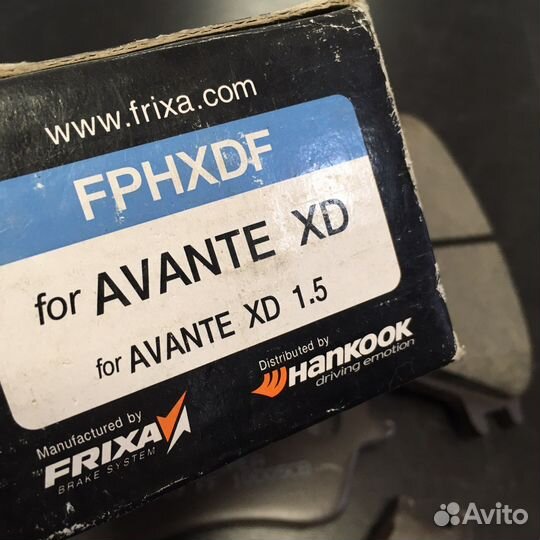 www.frixa.com
FPHXDF
for AVANTE XD
for AVANTE XD 1.5
Distributed by
HANKOOK
driving emotion
Manufactured by
FRIXA
BRAKE SYSTEM
Avito